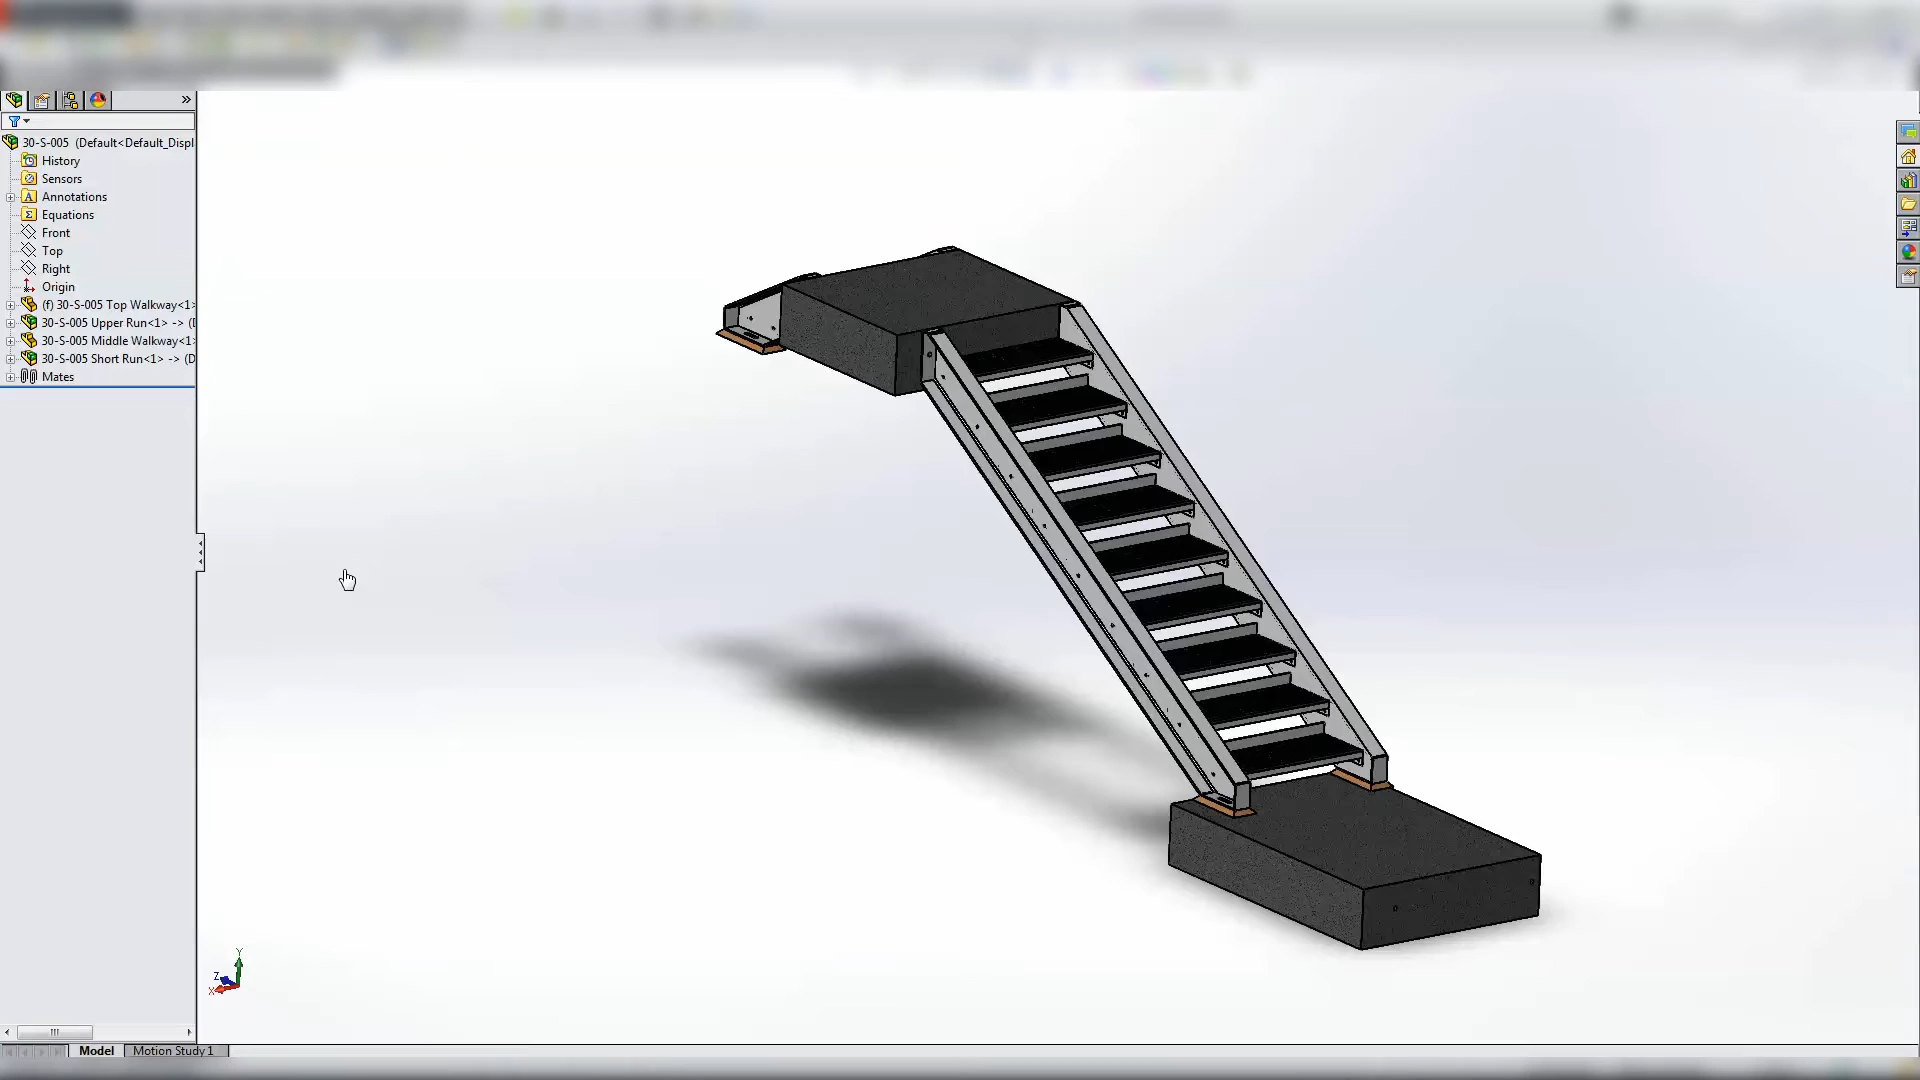 30-S-005 (Default<Default_Displ
History
Sensors
Annotations
Equations
Front
Top
Right
Origin
(f) 30-S-005 Top Walkway<1>
30-S-005 Upper Run<1> -> (D
30-S-005 Middle Walkway<1>
30-S-005 Short Run<1> -> (D
Mates
Y
Z
X
Model
Motion Study 1